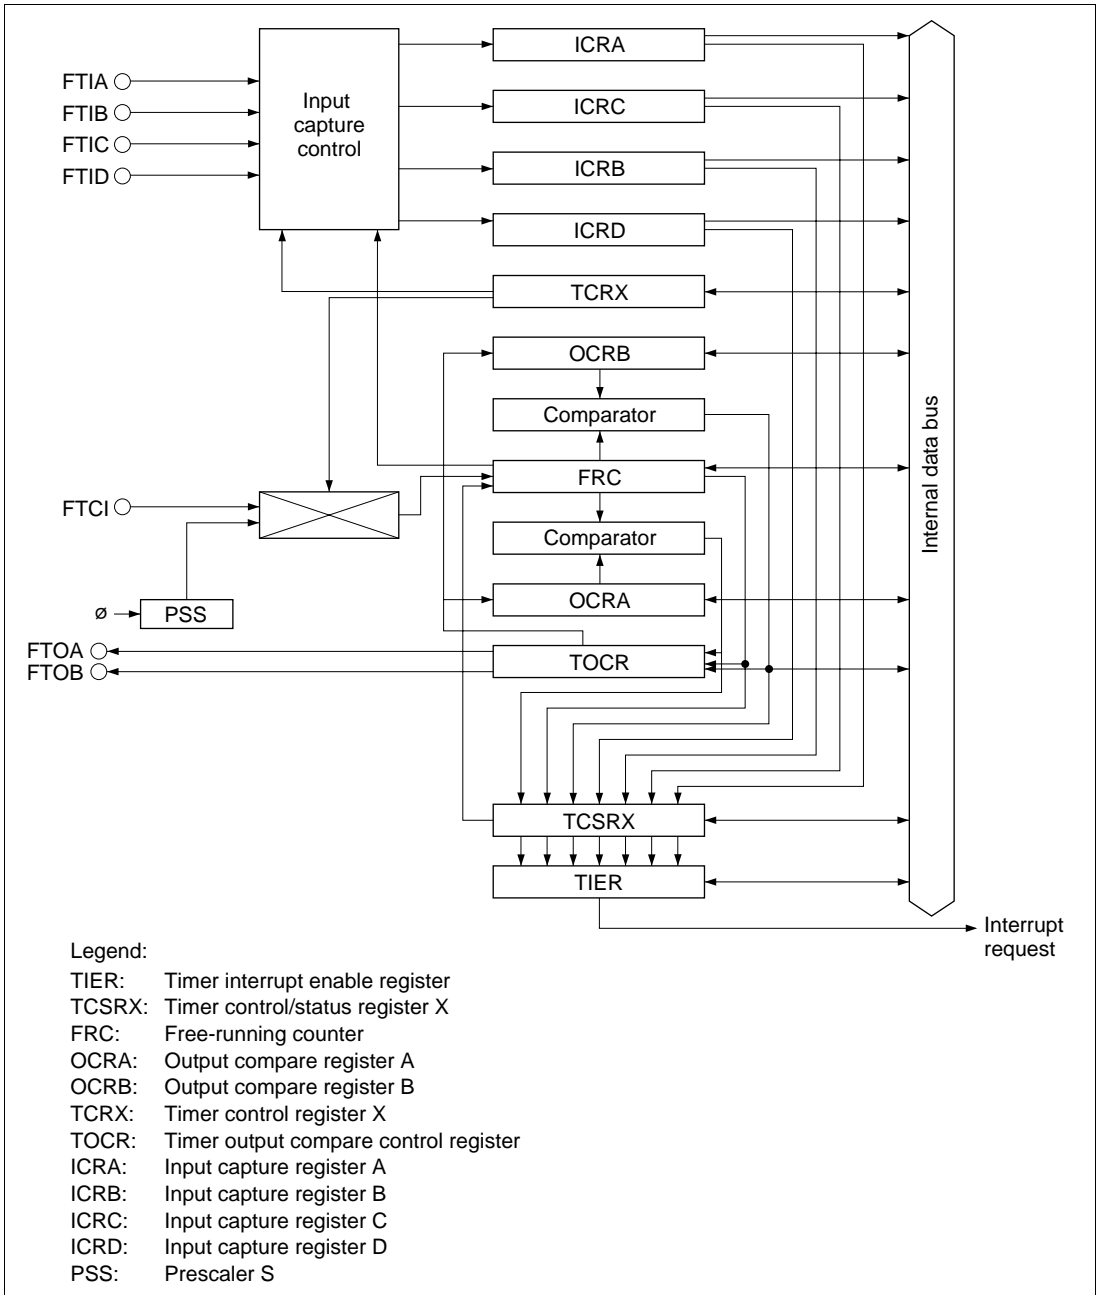 ICRA
FTIA
FTIB
FTIC
FTID
Input
capture
control
ICRC
ICRB
ICRD
TCRX
OCRB
Comparator
FRC
FTCI
Comparator
OCRA
ø
PSS
FTOA
FTOB
TOCR
TCSRX
TIER
Internal data bus
Interrupt
request
Legend:
TIER: Timer interrupt enable register
TCSRX: Timer control/status register X
FRC: Free-running counter
OCRA: Output compare register A
OCRB: Output compare register B
TCRX: Timer control register X
TOCR: Timer output compare control register
ICRA: Input capture register A
ICRB: Input capture register B
ICRC: Input capture register C
ICRD: Input capture register D
PSS: Prescaler S